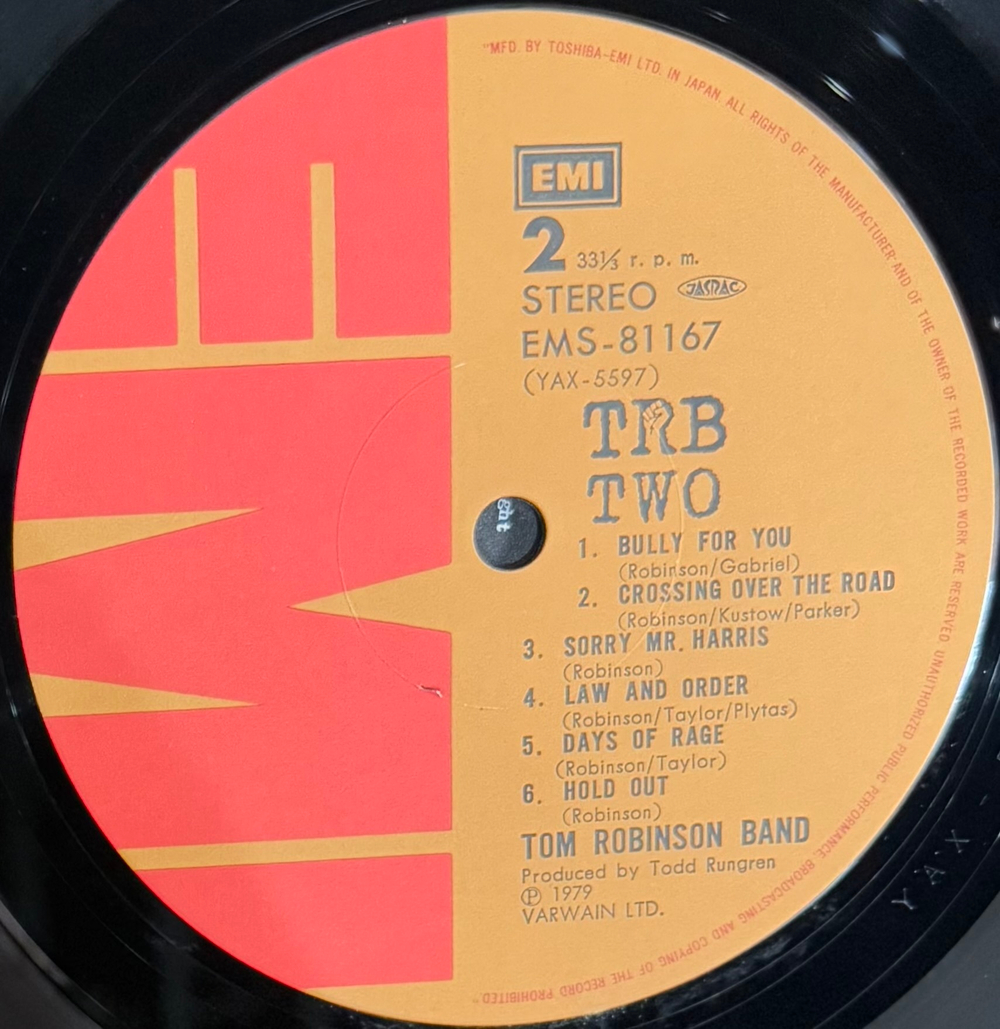 "MFD. BY TOSHIBA-EMI LTD. IN JAPAN. ALL RIGHTS OF THE MANUFACTURER AND OF THE OWNER OF THE RECORDED WORK ARE RESERVED UNAUTHORIZED PUBLIC PERFORMANCE BROADCASTING AND COPYING OF THE RECORD PROHIBITED"
EMI
EMI
2 33⅓ r. p. m.
STEREO JASRAC
EMS-81167
(YAX-5597)
TRB
TWO
ght
1. BULLY FOR YOU
(Robinson/Gabriel)
2. CROSSING OVER THE ROAD
(Robinson/Kustow/Parker)
3. SORRY MR. HARRIS
(Robinson)
4. LAW AND ORDER
(Robinson/Taylor/Plytas)
5. DAYS OF RAGE
(Robinson/Taylor)
6. HOLD OUT
(Robinson)
TOM ROBINSON BAND
Produced by Todd Rungren
Ⓟ 1979
VARWAIN LTD.
YAX-